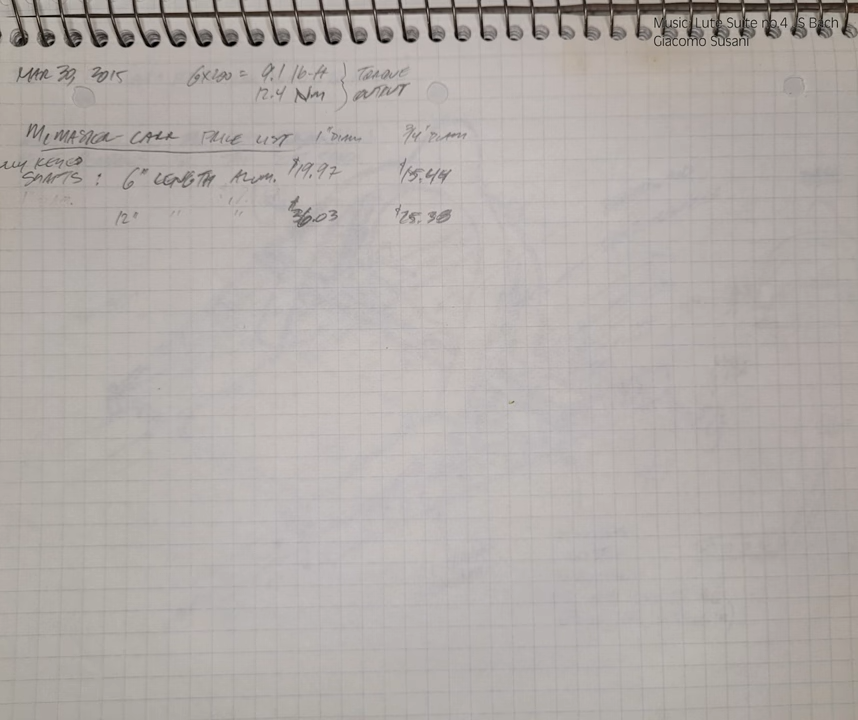 Music: Lute Suite no.4 JS Bach
Giacomo Susani
MAR 30, 2015 GX200 = 9.1 lb-ft } TORQUE
12.4 Nm } OUTPUT
McMASTER-CARR PRICE LIST 1" DIAM 3/4" DIAM
KEYED
SHAFTS : 6" LENGTH ALUM. $19.97 $15.44
12" " " $36.03 $25.38